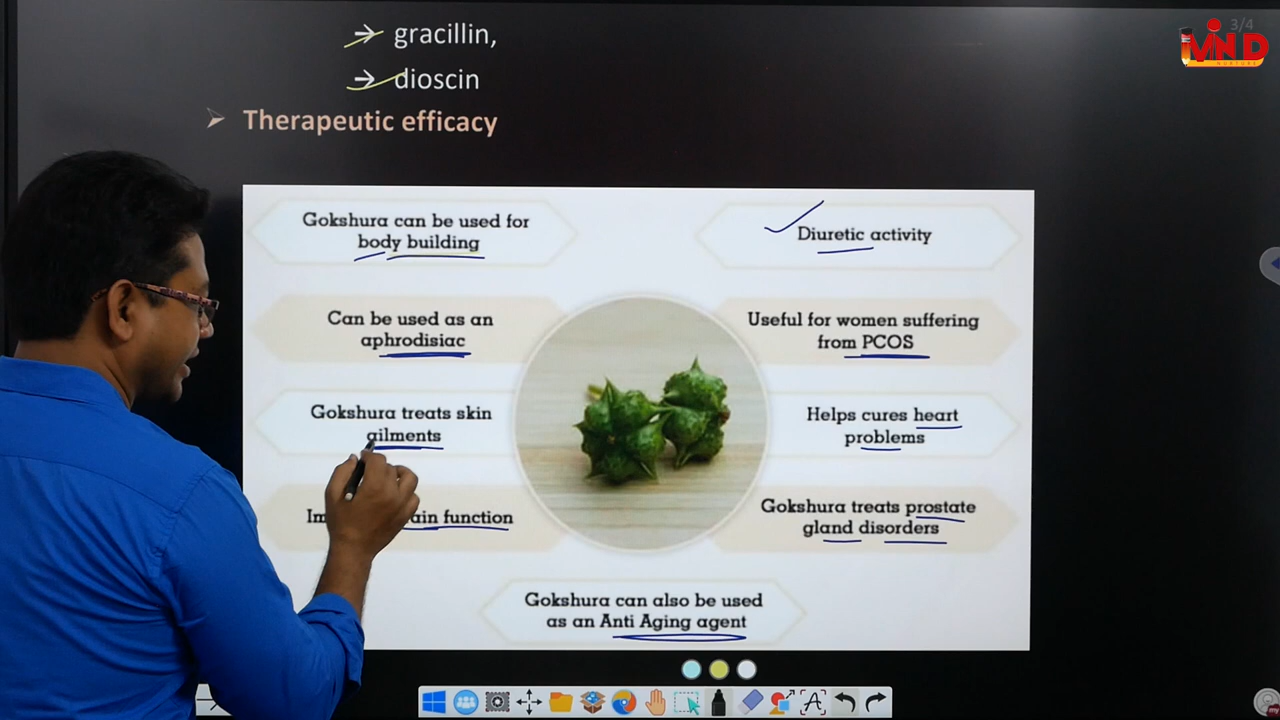 → gracillin,
→ dioscin
3/4
MIND
NURTURE
➢ Therapeutic efficacy
Gokshura can be used for
body building
Diuretic activity
Can be used as an
aphrodisiac
Useful for women suffering
from PCOS
Gokshura treats skin
ailments
Helps cures heart
problems
function
Gokshura treats prostate
gland disorders
Gokshura can also be used
as an Anti Aging agent